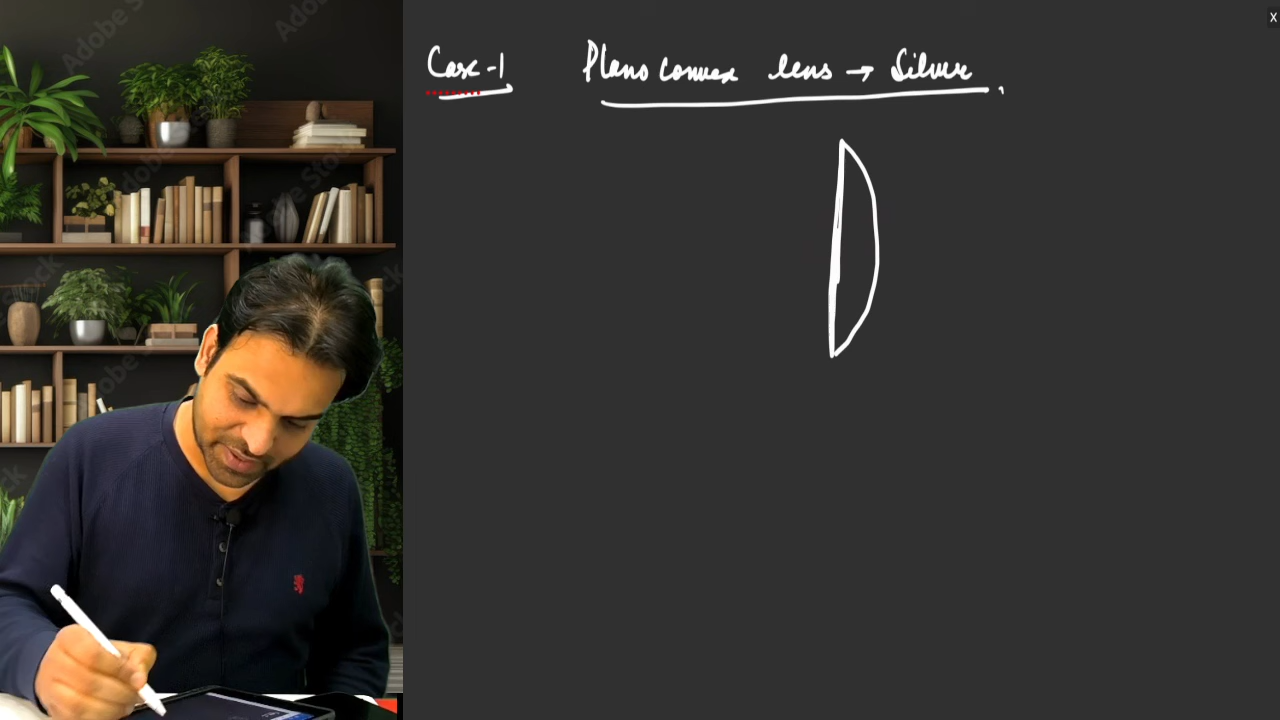 Case-1 Plano convex lens → Silver
X